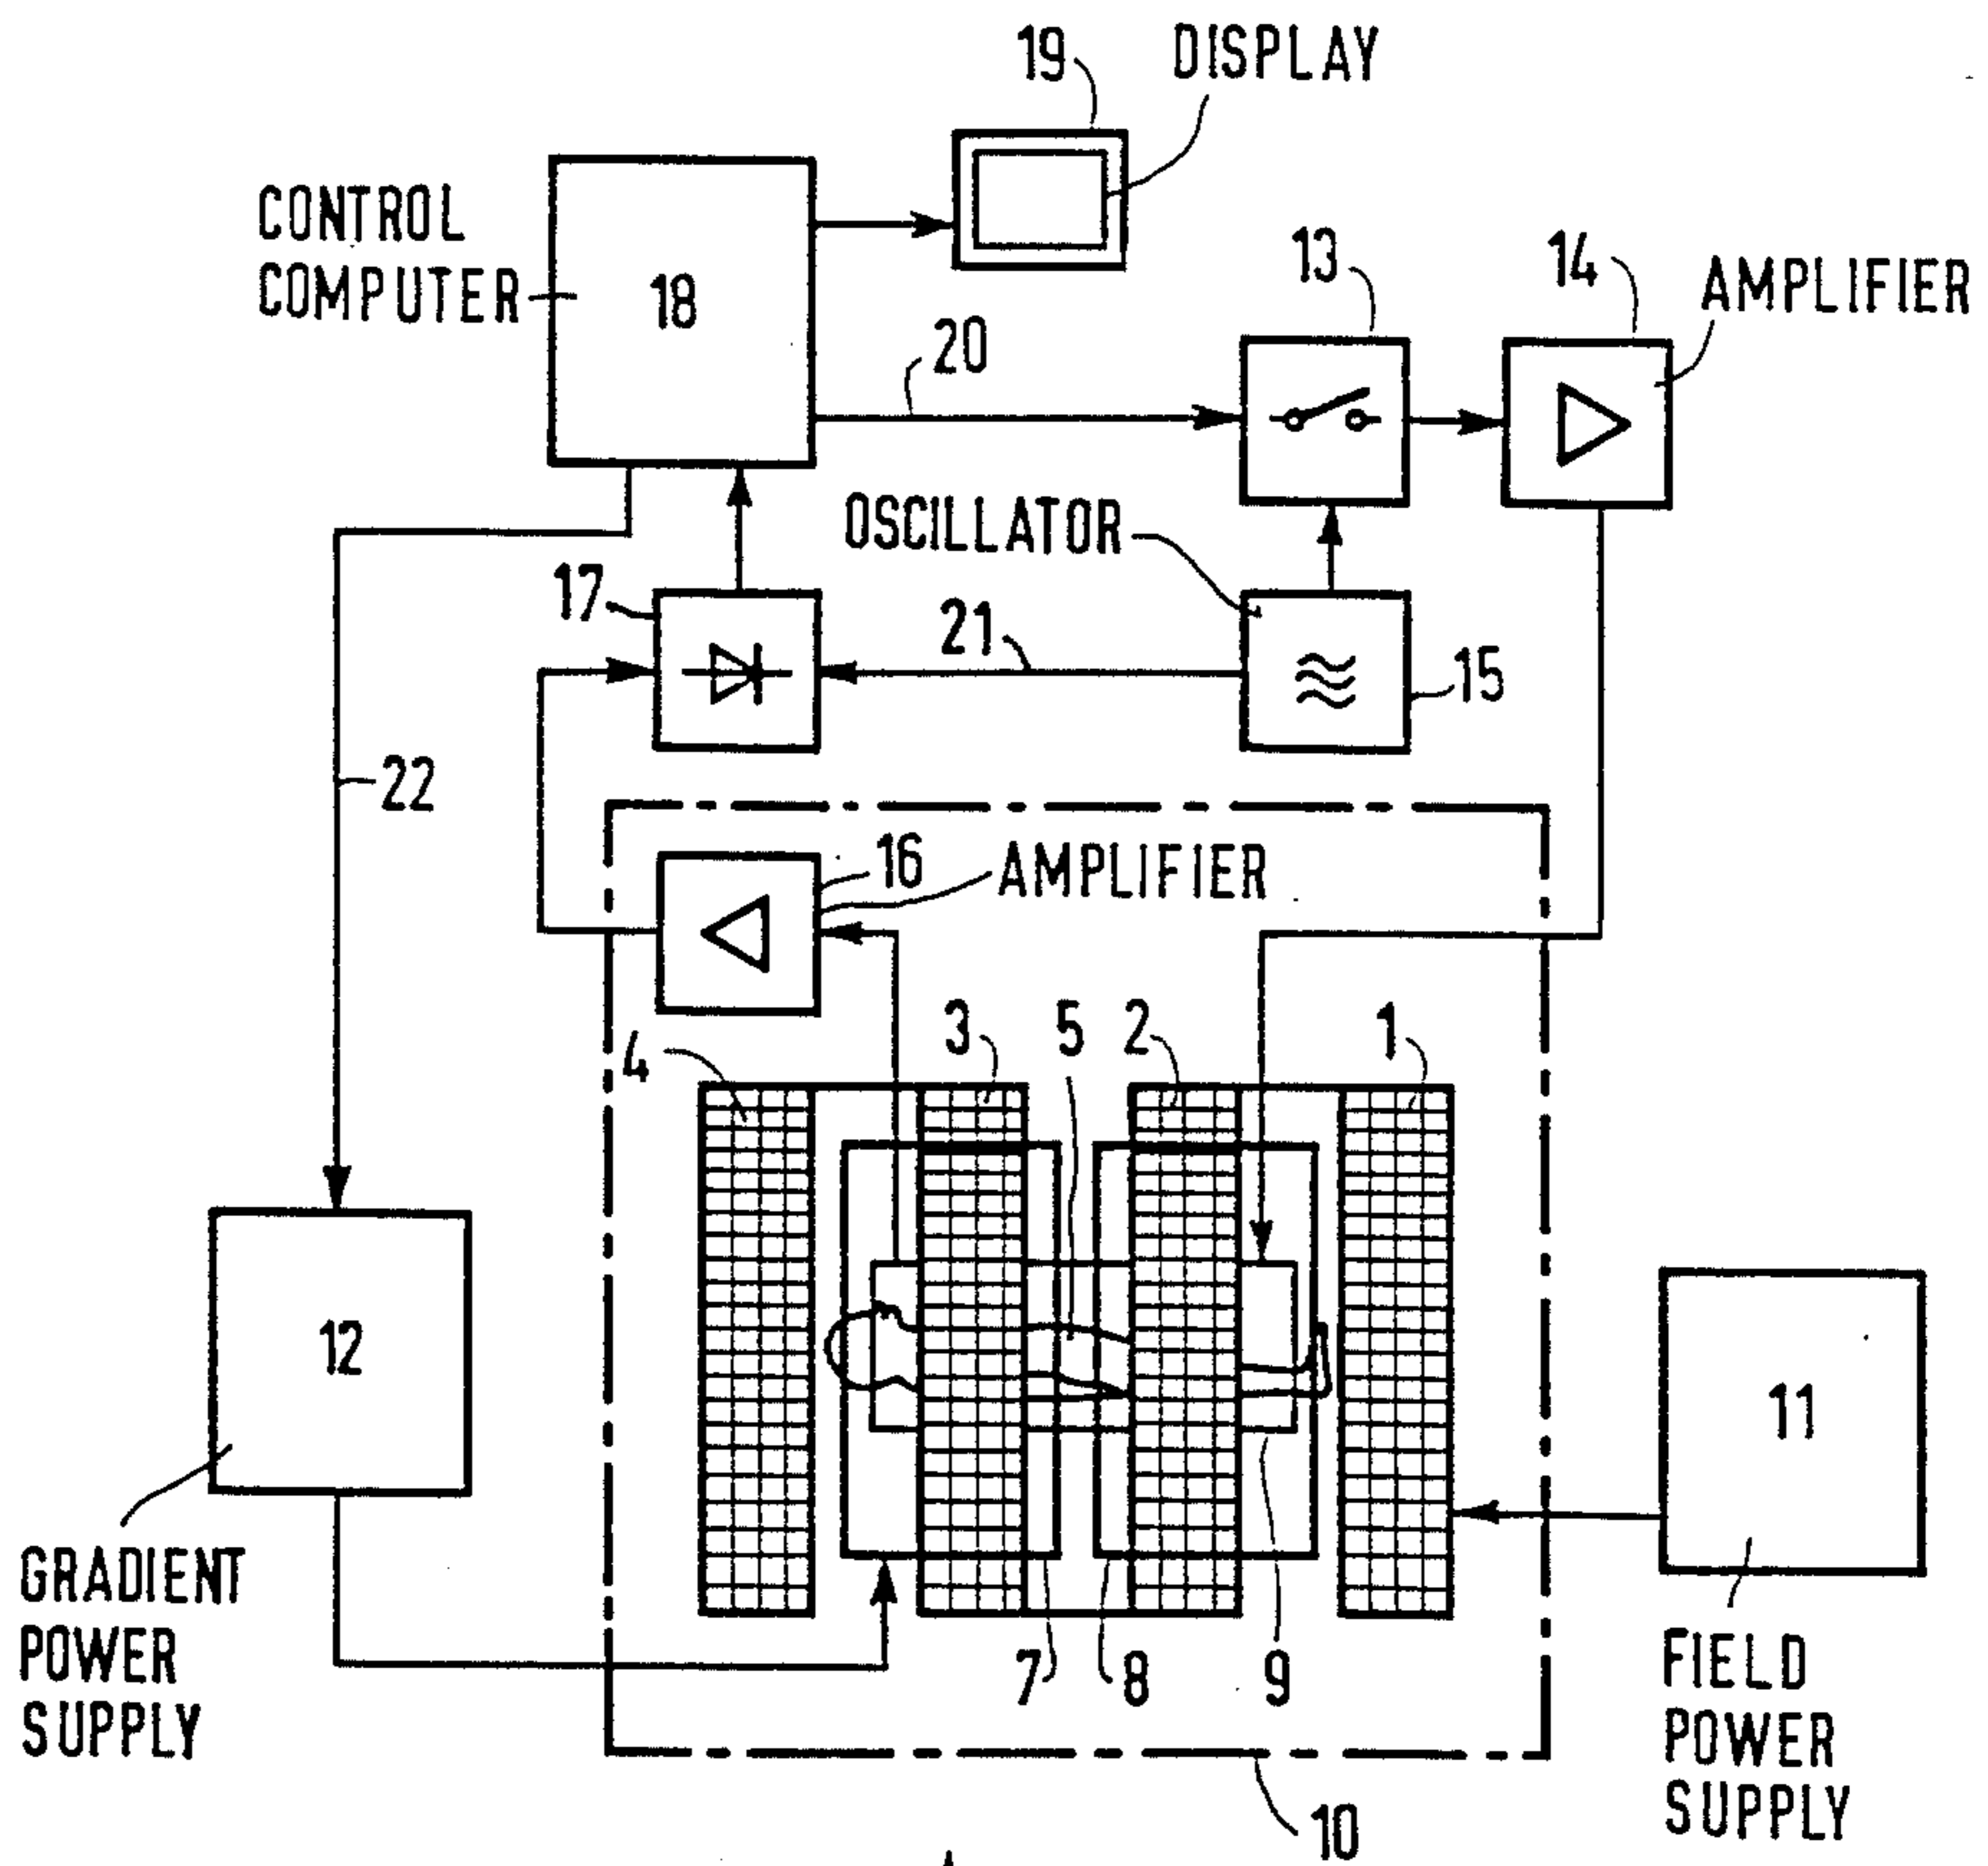 19
DISPLAY
CONTROL
COMPUTER
18
13
14
AMPLIFIER
20
OSCILLATOR
17
21
15
22
16
AMPLIFIER
4
3
5
2
1
12
11
GRADIENT
POWER
SUPPLY
7
8
9
FIELD
POWER
SUPPLY
10